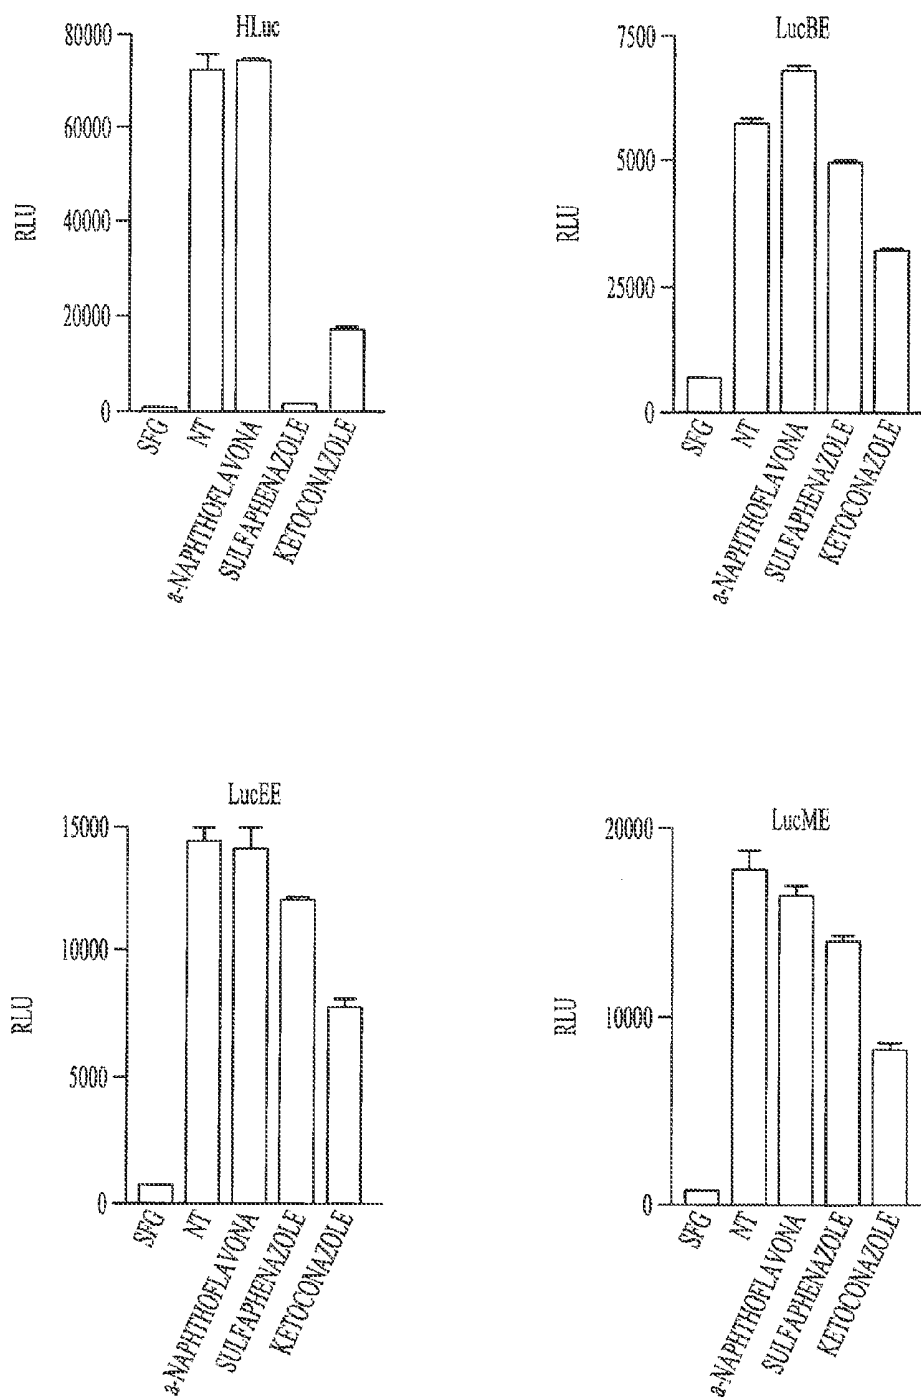 HLuc
80000
60000
40000
20000
0
RLU
SFG
NT
a-NAPHTHOFLAVONA
SULFAPHENAZOLE
KETOCONAZOLE
LucBE
7500
5000
25000
0
RLU
SFG
NT
a-NAPHTHOFLAVONA
SULFAPHENAZOLE
KETOCONAZOLE
LucEE
15000
10000
5000
0
RLU
SFG
NT
a-NAPHTHOFLAVONA
SULFAPHENAZOLE
KETOCONAZOLE
LucME
20000
10000
0
RLU
SFG
NT
a-NAPHTHOFLAVONA
SULFAPHENAZOLE
KETOCONAZOLE